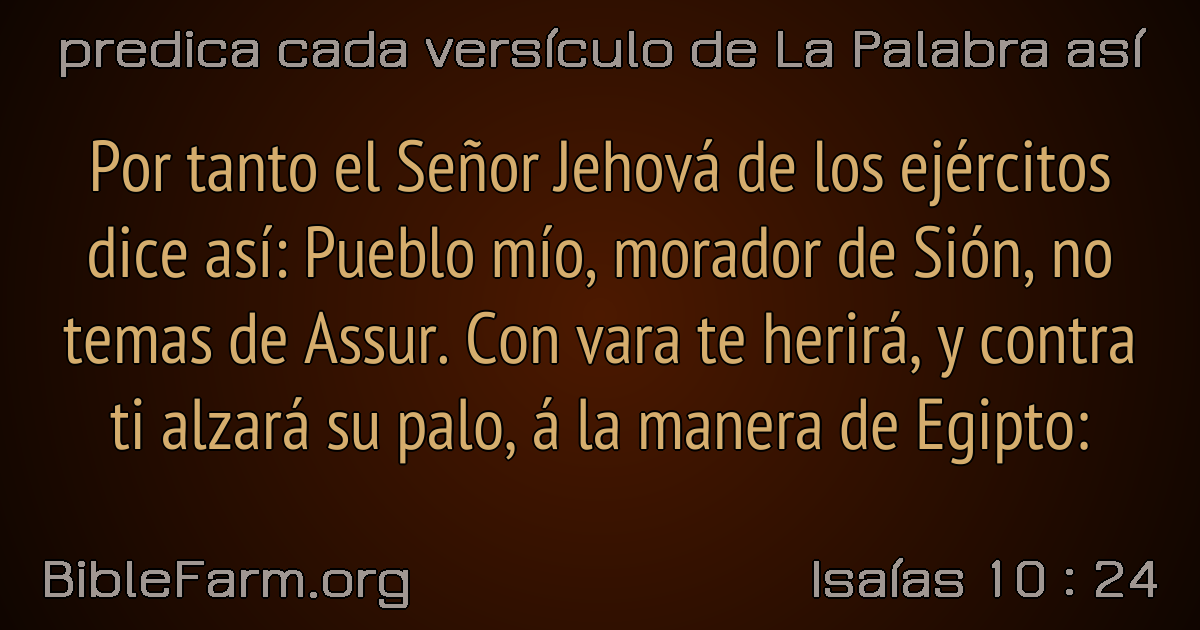 predica cada versículo de La Palabra así
Por tanto el Señor Jehová de los ejércitos
dice así: Pueblo mío, morador de Sión, no
temas de Assur. Con vara te herirá, y contra
ti alzará su palo, á la manera de Egipto:
BibleFarm.org
Isaías 10 : 24